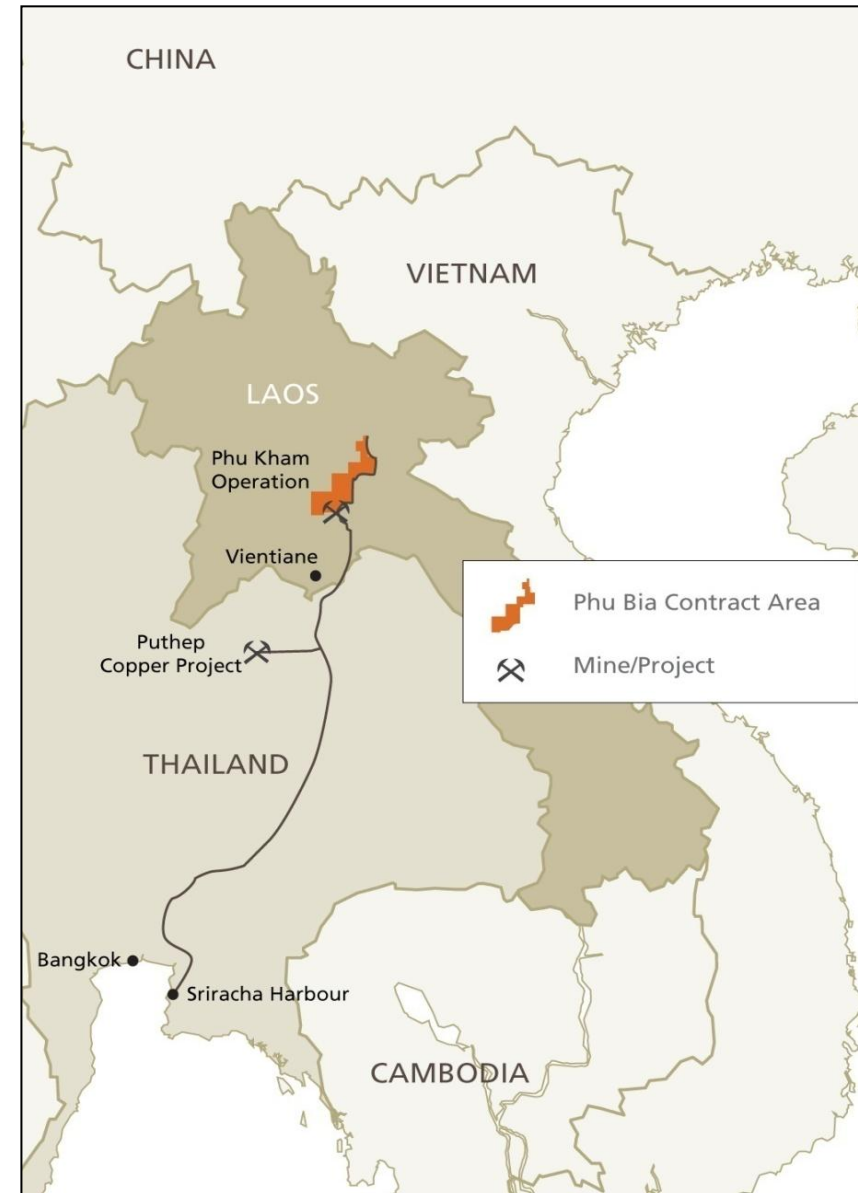 CHINA
VIETNAM
LAOS
Phu Kham
Operation
Vientiane
Phu Bia Contract Area
Mine/Project
Puthep
Copper Project
THAILAND
Bangkok
Sriracha Harbour
CAMBODIA